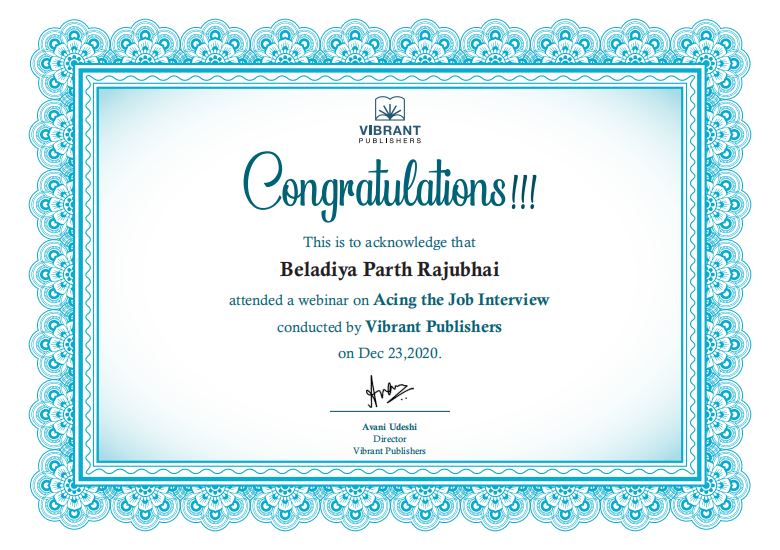 VIBRANT
PUBLISHERS
Congratulations!!!
This is to acknowledge that
Beladiya Parth Rajubhai
attended a webinar on Acing the Job Interview
conducted by Vibrant Publishers
on Dec 23,2020.
Avani Udeshi
Director
Vibrant Publishers